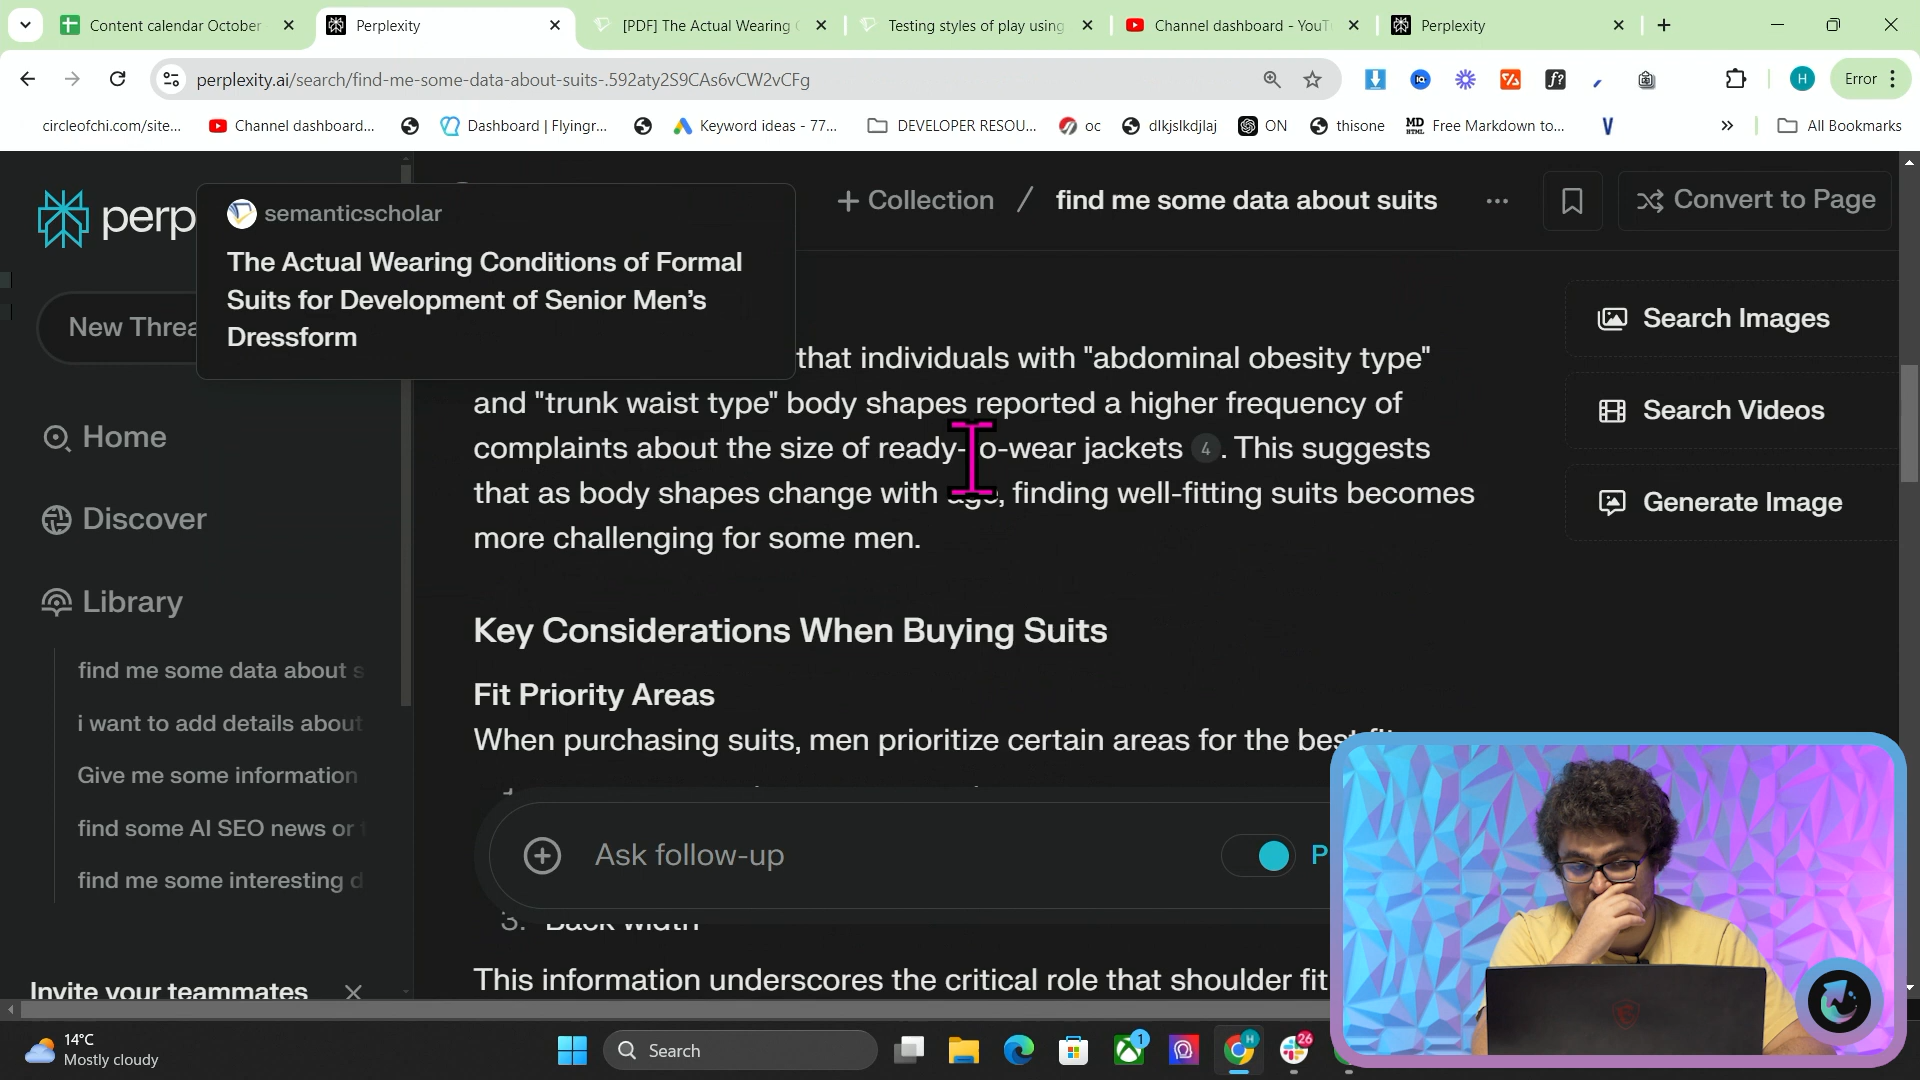 Content calendar October
Perplexity
[PDF] The Actual Wearing
Testing styles of play using
Channel dashboard - YouT
Perplexity
perplexity.ai/search/find-me-some-data-about-suits-.592aty2S9CAs6vCW2vCFg
H
Error
circleofchi.com/site...
Channel dashboard...
Dashboard | Flyingr...
Keyword ideas - 77...
DEVELOPER RESOU...
oc
dlkjslkdjlaj
ON
thisone
Free Markdown to...
All Bookmarks
perp
semanticscholar
The Actual Wearing Conditions of Formal
Suits for Development of Senior Men's
Dressform
+ Collection / find me some data about suits
Convert to Page
New Threa
Home
Discover
Library
find me some data about s
i want to add details about
Give me some information
find some AI SEO news or
find me some interesting d
Invite your teammates
that individuals with "abdominal obesity type"
and "trunk waist type" body shapes reported a higher frequency of
complaints about the size of ready-to-wear jackets 4. This suggests
that as body shapes change with age, finding well-fitting suits becomes
more challenging for some men.
Key Considerations When Buying Suits
Fit Priority Areas
When purchasing suits, men prioritize certain areas for the best fit
Ask follow-up
P
3. Back width
This information underscores the critical role that shoulder fit
Search Images
Search Videos
Generate Image
14°C
Mostly cloudy
Search
1
H
26